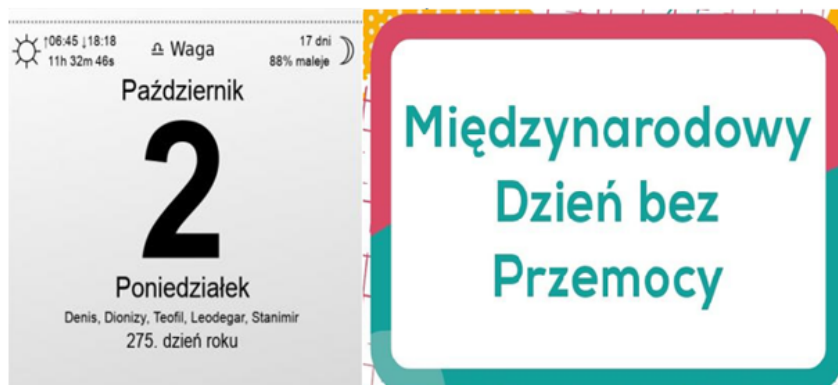 ↑06:45 ↓18:18
11h 32m 46s
♎ Waga
17 dni
88% maleje
Październik
2
Poniedziałek
Denis, Dionizy, Teofil, Leodegar, Stanimir
275. dzień roku
Międzynarodowy
Dzień bez
Przemocy